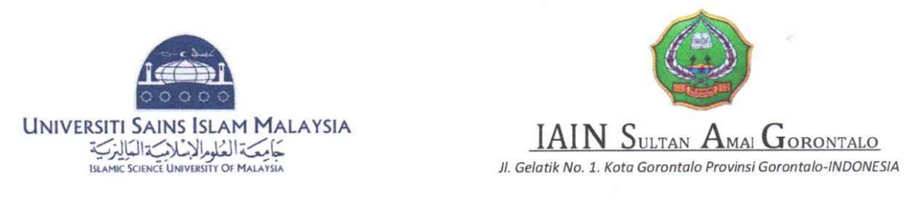 UNIVERSITI SAINS ISLAM MALAYSIA
جامعة العلوم الإسلامية الماليزية
ISLAMIC SCIENCE UNIVERSITY OF MALAYSIA
IAIN SULTAN AMAI GORONTALO
Jl. Gelatik No. 1. Kota Gorontalo Provinsi Gorontalo-INDONESIA